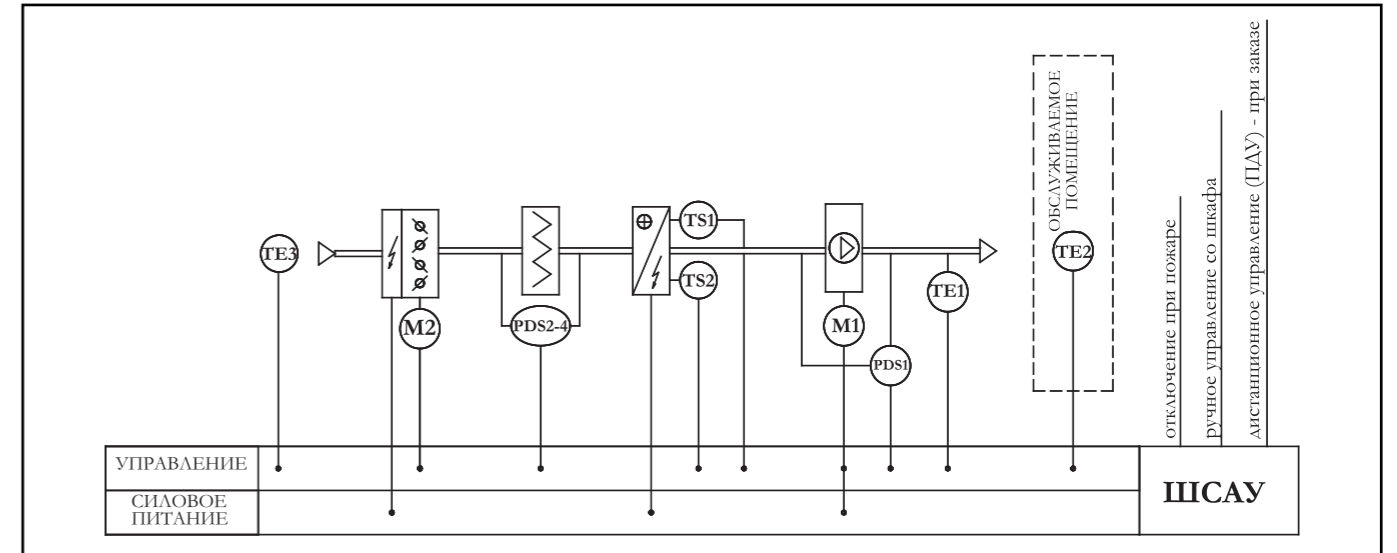 ОБСЛУЖИВАЕМОЕ
ПОМЕЩЕНИЕ
отключение при пожаре
ручное управление со шкафа
дистанционное управление (ПДУ) - при заказе
TE3
M2
PDS2-4
TS1
TS2
M1
PDS1
TE1
TE2
УПРАВЛЕНИЕ
СИЛОВОЕ
ПИТАНИЕ
ШСАУ